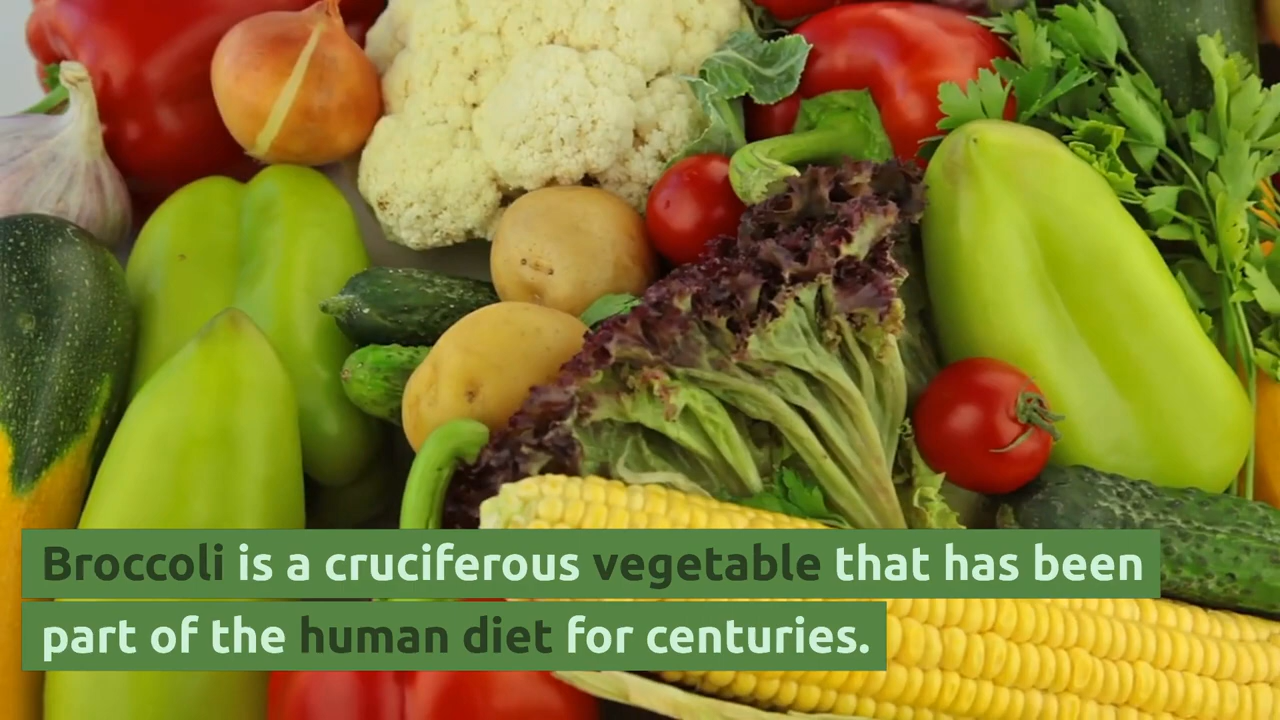 Broccoli is a cruciferous vegetable that has been
part of the human diet for centuries.